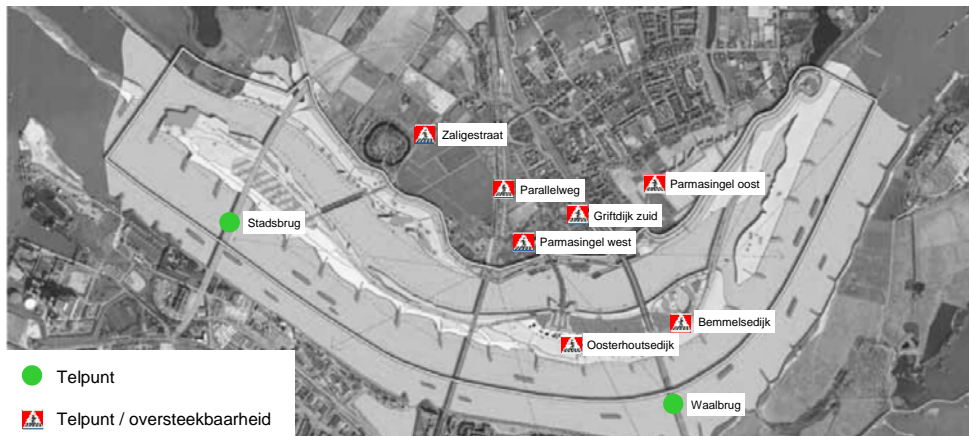 Zaligestraat
Parallelweg
Parmasingel oost
Griftdijk zuid
Stadsbrug
Parmasingel west
Bemmelsedijk
Oosterhoutsedijk
Telpunt
Waalbrug
Telpunt / oversteekbaarheid